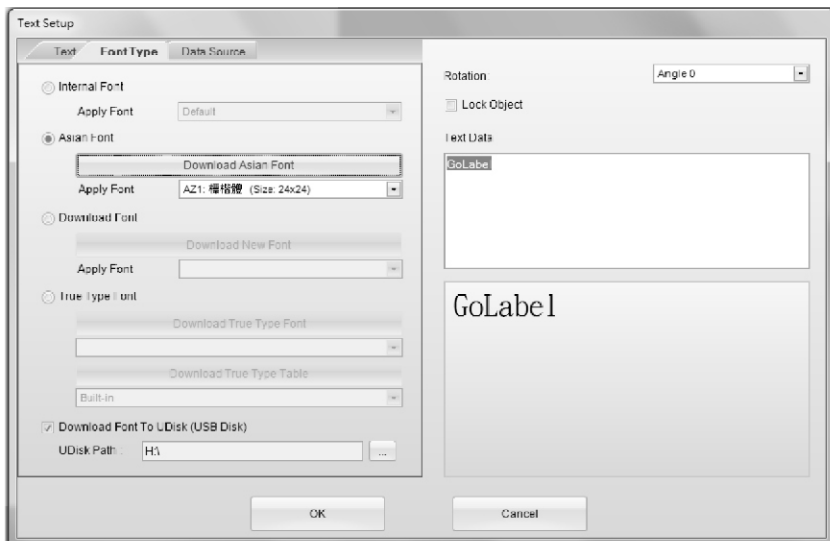 Text Setup
Text
Font Type
Data Source
Internal Font
Apply Font
Default
Asian Font
Download Asian Font
Apply Font
AZ1: (Size: 24x24)
Download Font
Download New Font
Apply Font
True Type Font
Download True Type Font
Download True Type Table
Built-in
Download Font To UDisk (USB Disk)
UDisk Path :
H:\
...
Rotation:
Angle 0
Lock Object
Text Data
GoLabel
GoLabel
OK
Cancel